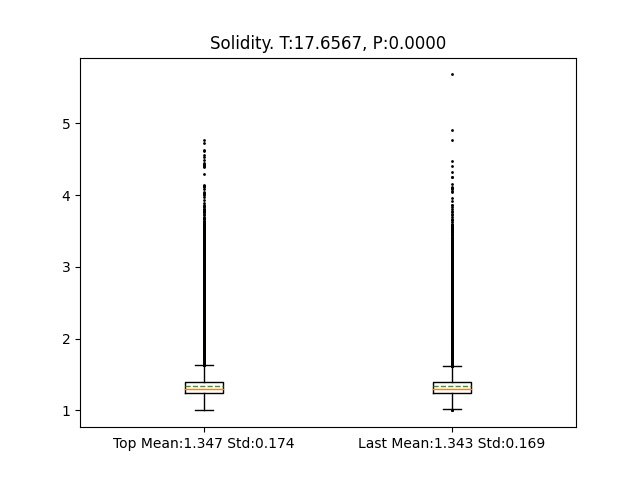 Solidity. T:17.6567, P:0.0000
5
4
3
2
1
Top Mean:1.347 Std:0.174
Last Mean:1.343 Std:0.169